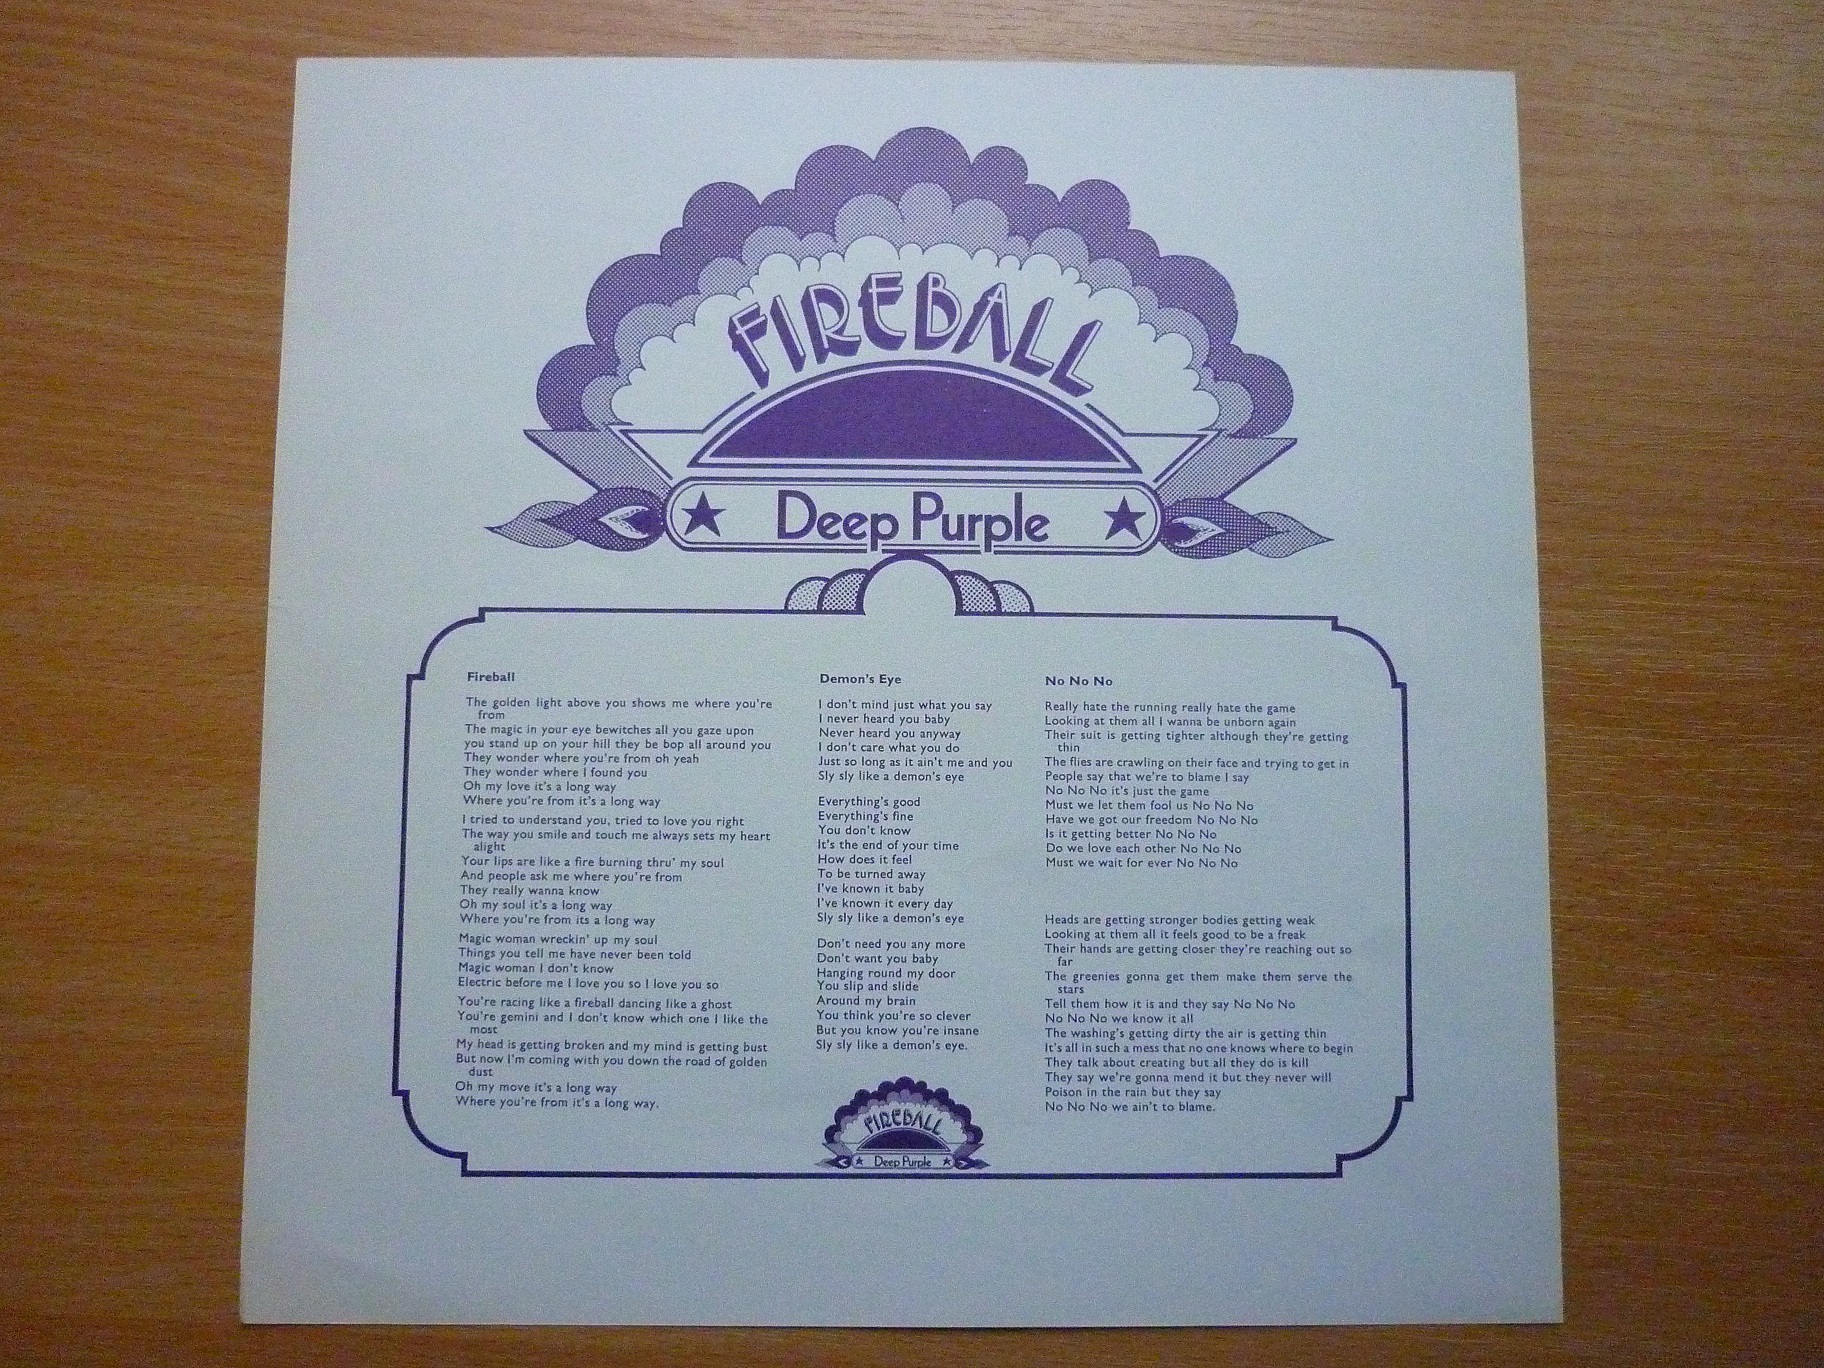 FIREBALL
Deep Purple
Fireball
The golden light above you shows me where you're
from
The magic in your eye bewitches all you gaze upon
you stand up on your hill they be bop all around you
They wonder where you're from oh yeah
They wonder where I found you
Oh my love it's a long way
Where you're from it's a long way
I tried to understand you, tried to love you right
The way you smile and touch me always sets my heart
alight
Your lips are like a fire burning thru' my soul
And people ask me where you're from
They really wanna know
Oh my soul it's a long way
Where you're from its a long way
Magic woman wreckin' up my soul
Things you tell me have never been told
Magic woman I don't know
Electric before me I love you so I love you so
You're racing like a fireball dancing like a ghost
You're gemini and I don't know which one I like the
most
My head is getting broken and my mind is getting bust
But now I'm coming with you down the road of golden
dust
Oh my move it's a long way
Where you're from it's a long way.
Demon's Eye
I don't mind just what you say
I never heard you baby
Never heard you anyway
I don't care what you do
Just so long as it ain't me and you
Sly sly like a demon's eye
Everything's good
Everything's fine
You don't know
It's the end of your time
How does it feel
To be turned away
I've known it baby
I've known it every day
Sly sly like a demon's eye
Don't need you any more
Don't want you baby
Hanging round my door
You slip and slide
Around my brain
You think you're so clever
But you know you're insane
Sly sly like a demon's eye.
No No No
Really hate the running really hate the game
Looking at them all I wanna be unborn again
Their suit is getting tighter although they're getting
thin
The flies are crawling on their face and trying to get in
People say that we're to blame I say
No No No it's just the game
Must we let them fool us No No No
Have we got our freedom No No No
Is it getting better No No No
Do we love each other No No No
Must we wait for ever No No No
Heads are getting stronger bodies getting weak
Looking at them all it feels good to be a freak
Their hands are getting closer they're reaching out so
far
The greenies gonna get them make them serve the
stars
Tell them how it is and they say No No No
No No No we know it all
The washing's getting dirty the air is getting thin
It's all in such a mess that no one knows where to begin
They talk about creating but all they do is kill
They say we're gonna mend it but they never will
Poison in the rain but they say
No No No we ain't to blame.
FIREBALL
Deep Purple